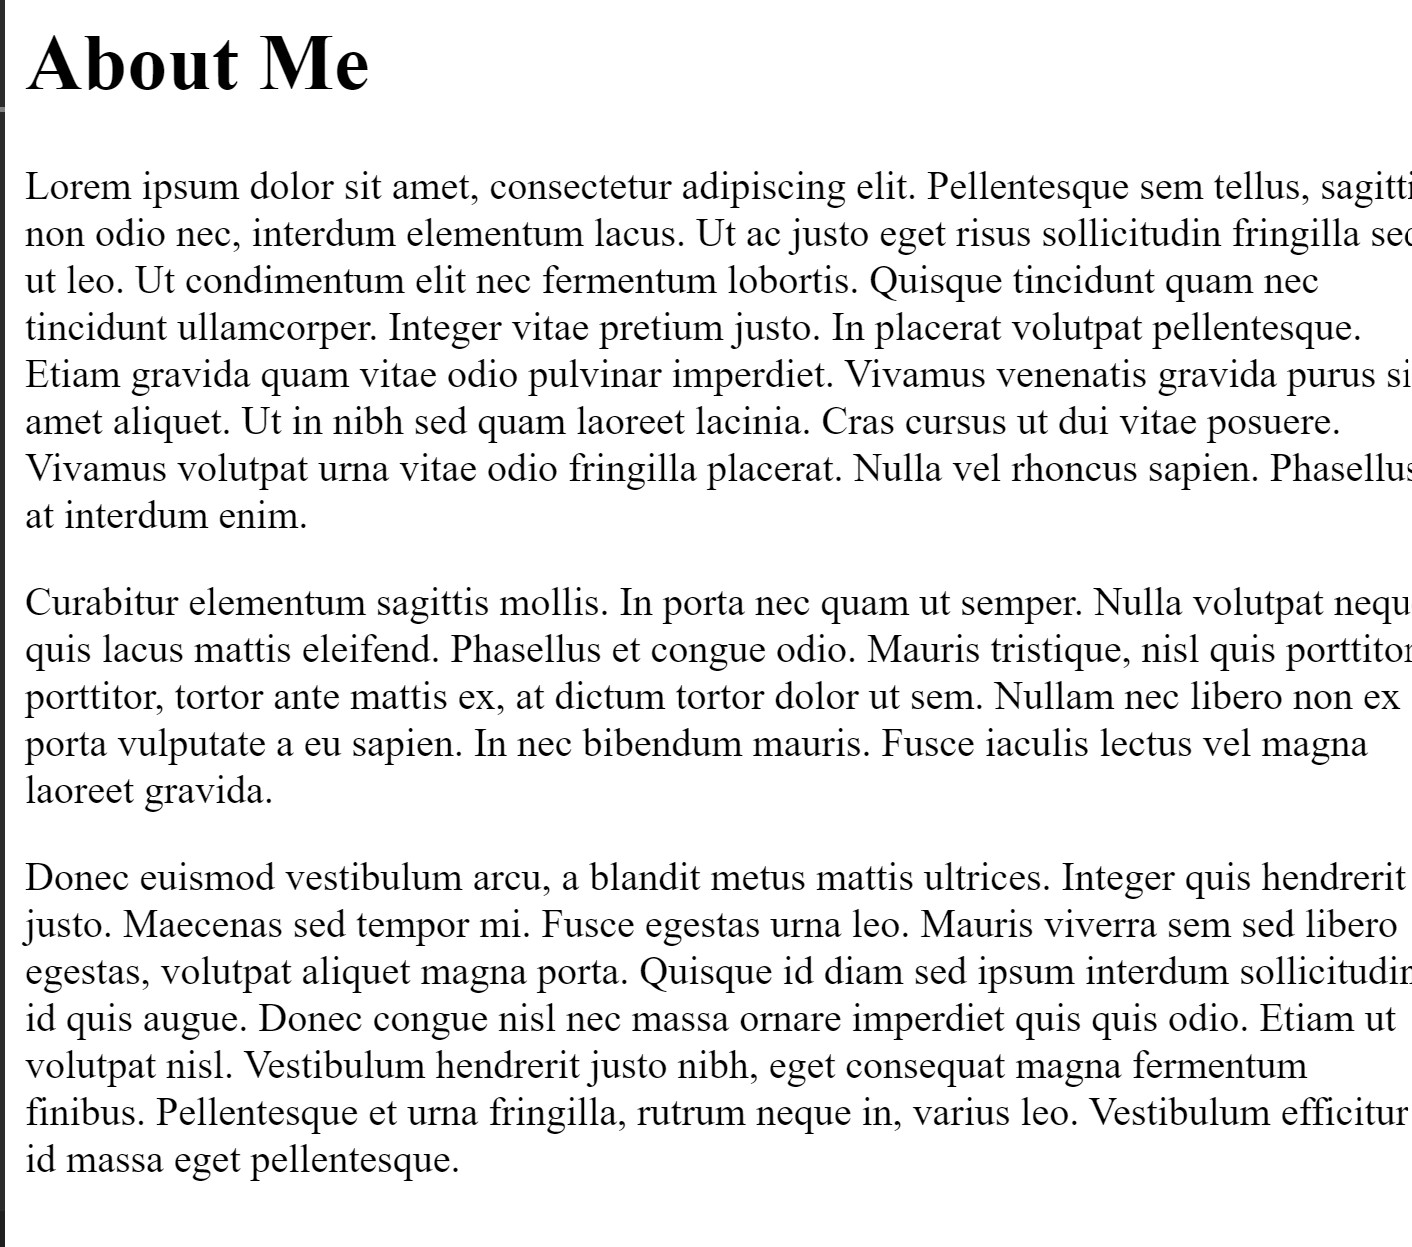 About Me
Lorem ipsum dolor sit amet, consectetur adipiscing elit. Pellentesque sem tellus, sagitti
non odio nec, interdum elementum lacus. Ut ac justo eget risus sollicitudin fringilla sed
ut leo. Ut condimentum elit nec fermentum lobortis. Quisque tincidunt quam nec
tincidunt ullamcorper. Integer vitae pretium justo. In placerat volutpat pellentesque.
Etiam gravida quam vitae odio pulvinar imperdiet. Vivamus venenatis gravida purus si
amet aliquet. Ut in nibh sed quam laoreet lacinia. Cras cursus ut dui vitae posuere.
Vivamus volutpat urna vitae odio fringilla placerat. Nulla vel rhoncus sapien. Phasellus
at interdum enim.
Curabitur elementum sagittis mollis. In porta nec quam ut semper. Nulla volutpat nequ
quis lacus mattis eleifend. Phasellus et congue odio. Mauris tristique, nisl quis porttitor
porttitor, tortor ante mattis ex, at dictum tortor dolor ut sem. Nullam nec libero non ex
porta vulputate a eu sapien. In nec bibendum mauris. Fusce iaculis lectus vel magna
laoreet gravida.
Donec euismod vestibulum arcu, a blandit metus mattis ultrices. Integer quis hendrerit
justo. Maecenas sed tempor mi. Fusce egestas urna leo. Mauris viverra sem sed libero
egestas, volutpat aliquet magna porta. Quisque id diam sed ipsum interdum sollicitudin
id quis augue. Donec congue nisl nec massa ornare imperdiet quis quis odio. Etiam ut
volutpat nisl. Vestibulum hendrerit justo nibh, eget consequat magna fermentum
finibus. Pellentesque et urna fringilla, rutrum neque in, varius leo. Vestibulum efficitur
id massa eget pellentesque.